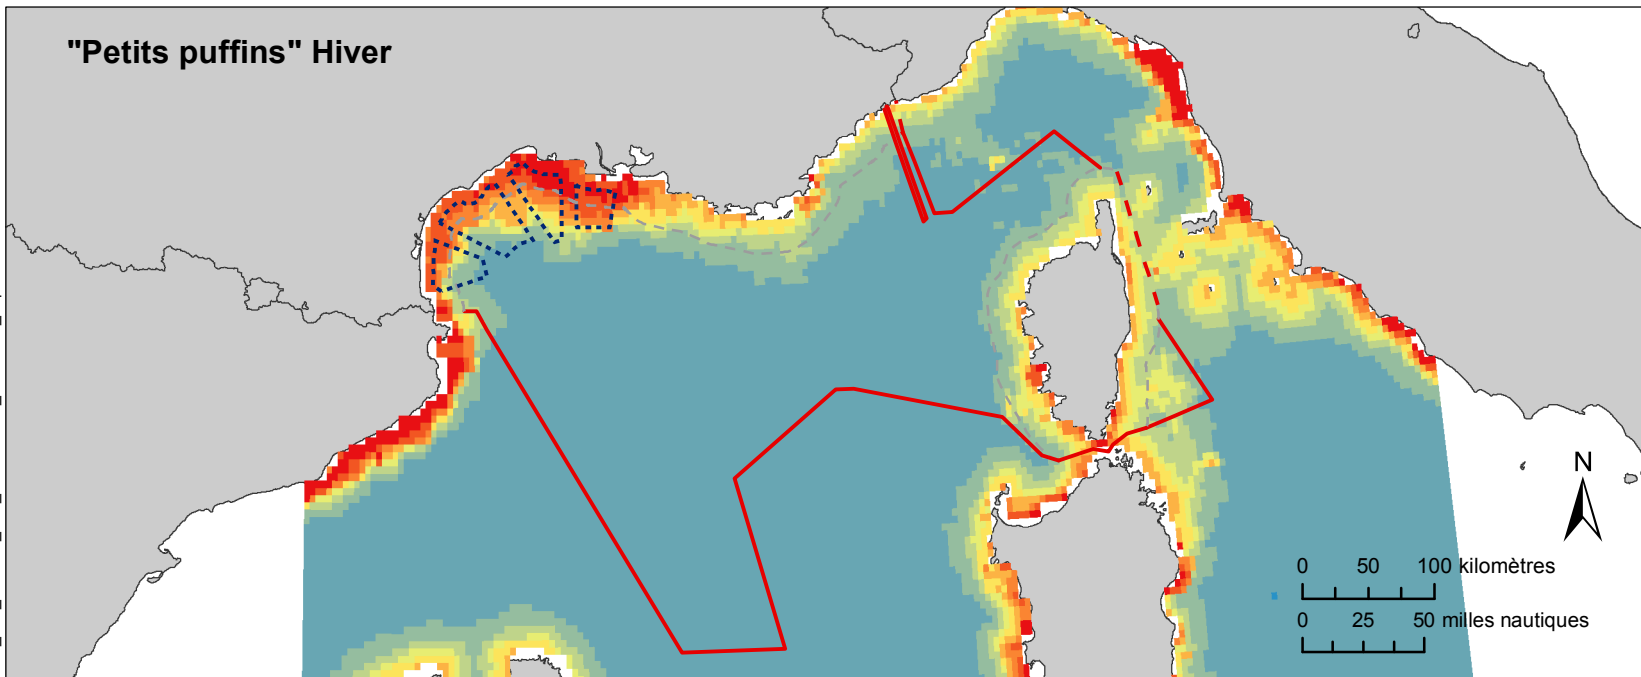 "Petits puffins" Hiver
N
0 50 100 kilomètres
0 25 50 milles nautiques